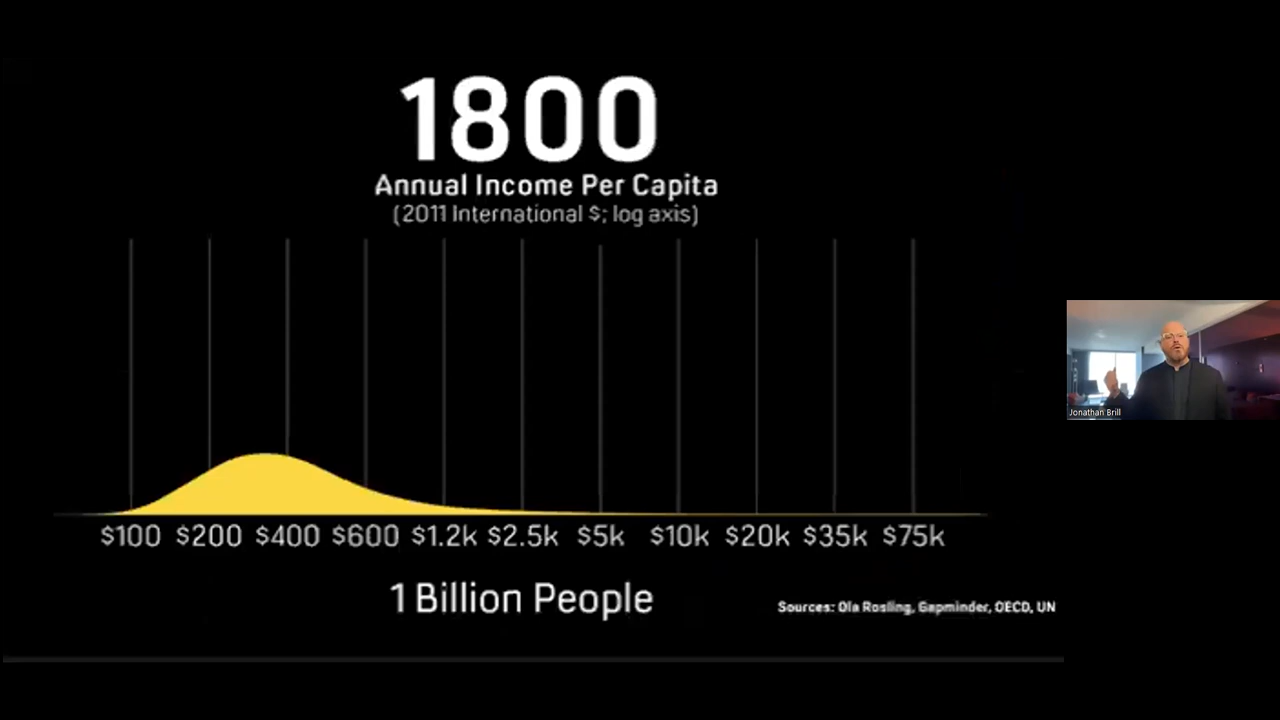 1800
Annual Income Per Capita
(2011 International $; log axis)
$100 $200 $400 $600 $1.2k $2.5k $5k $10k $20k $35k $75k
1 Billion People
Sources: Ola Rosling, Gapminder, OECD, UN
Jonathan Brill